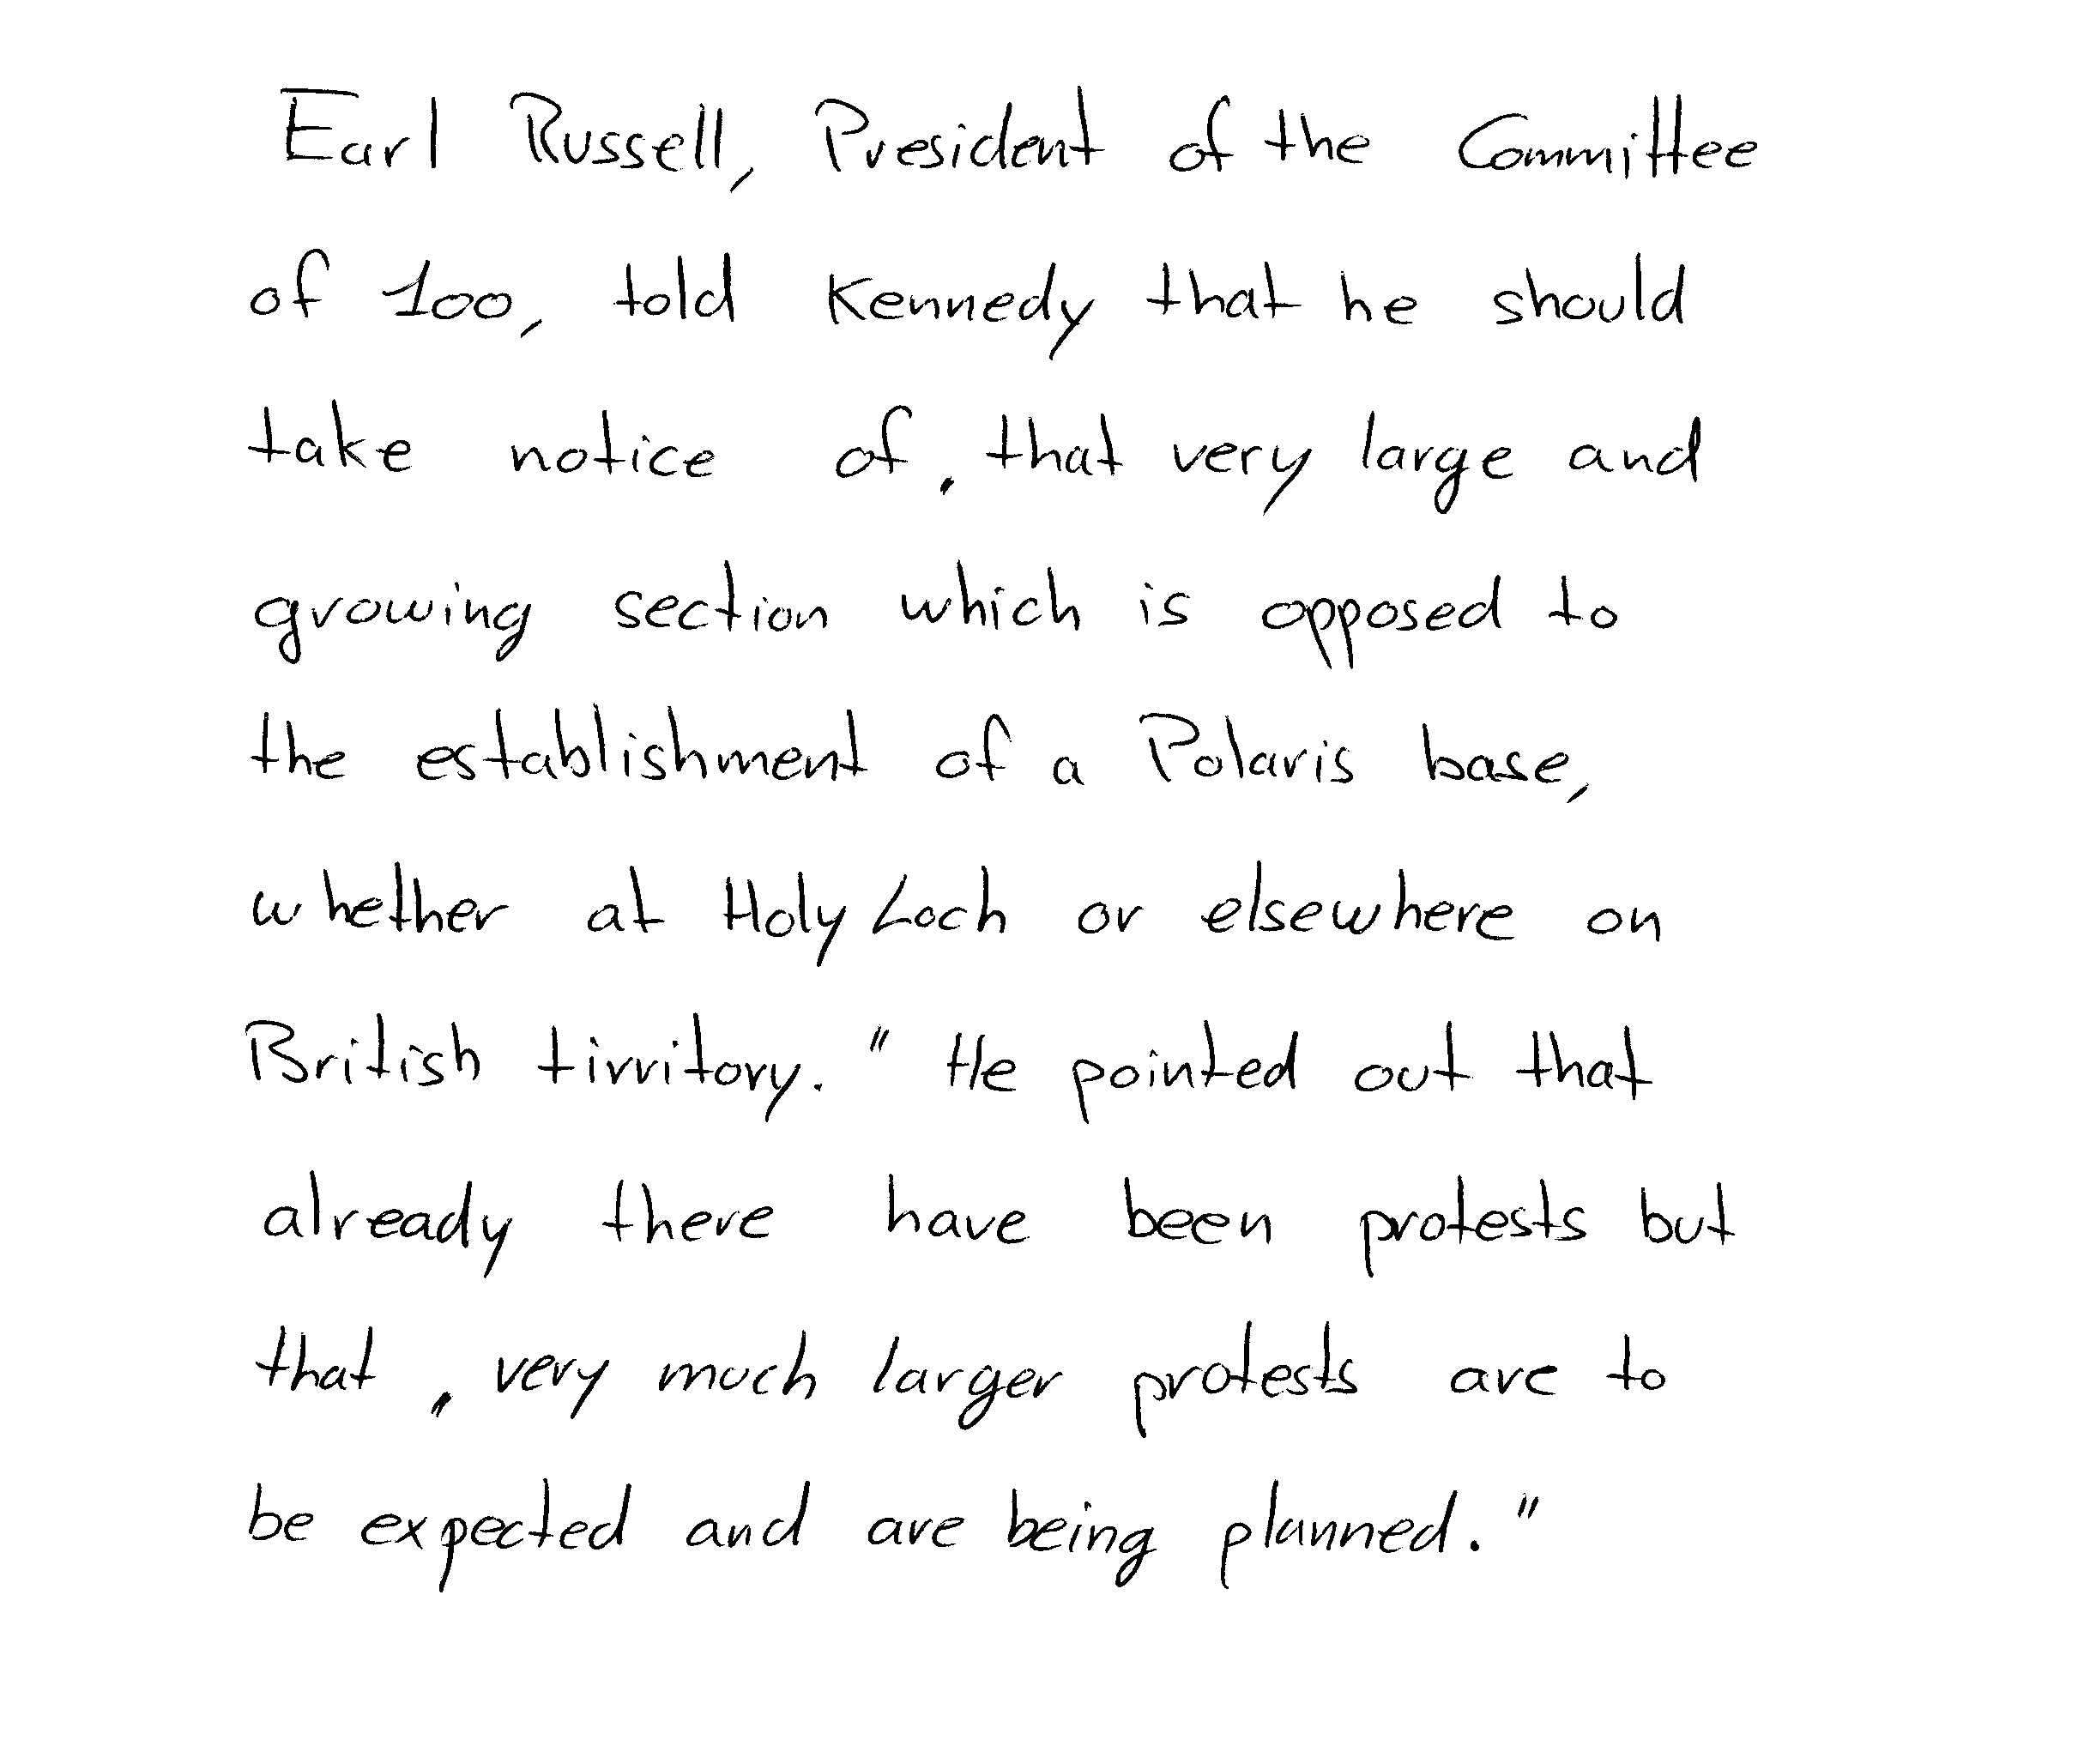 Earl Russell, President of the Committee
of 100, told Kennedy that he should
take notice of, that very large and
growing section which is opposed to
the establishment of a Polaris base,
whether at Holy Loch or elsewhere on
British tirritory. " He pointed out that
already there have been protests but
that , very much larger protests are to
be expected and are being planned. "